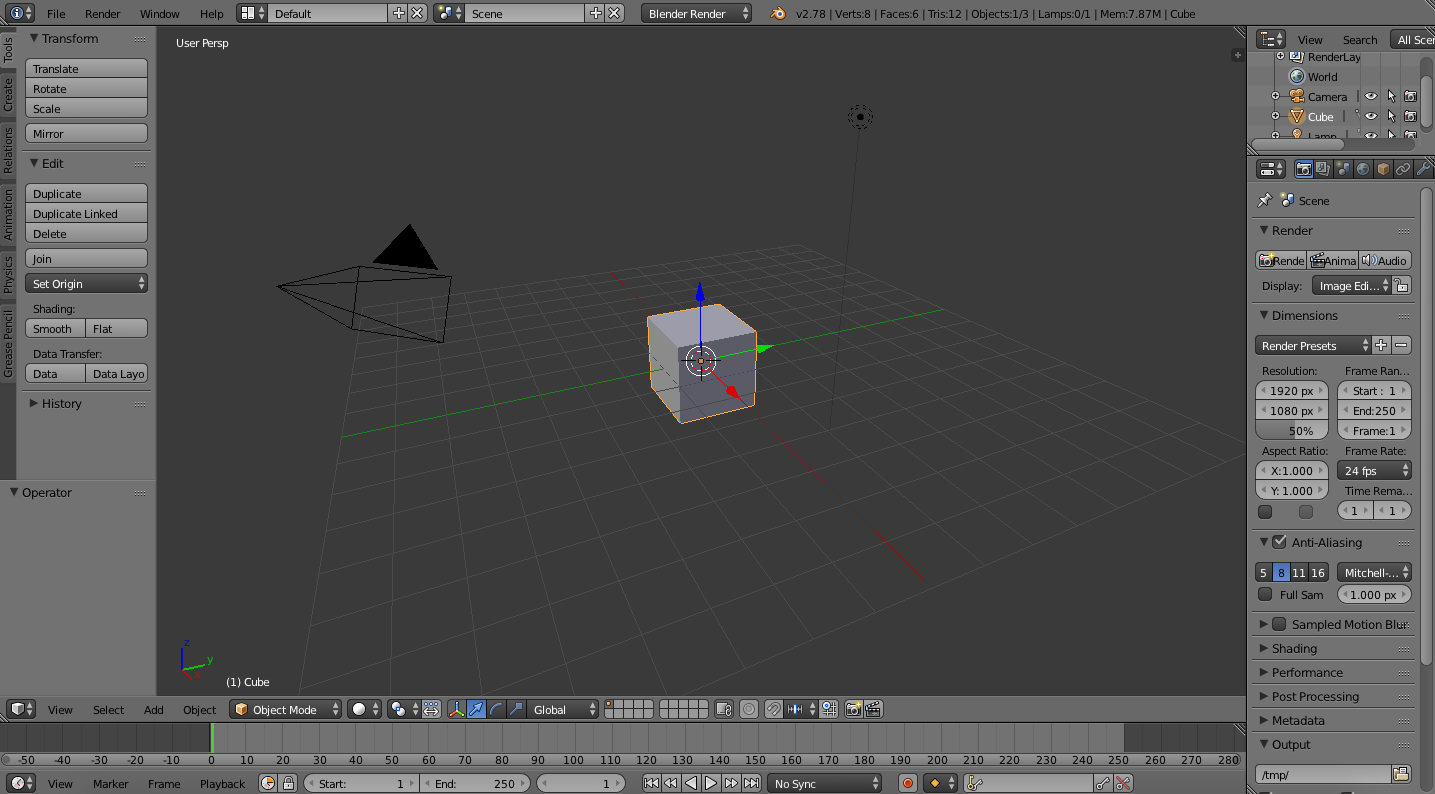 File Render Window Help Default Scene Blender Render v2.78 | Verts:8 | Faces:6 | Tris:12 | Objects:1/3 | Lamps:0/1 | Mem:7.87M | Cube
Tools
Create
Relations
Animation
Physics
Grease Pencil
Transform
Translate
Rotate
Scale
Mirror
Edit
Duplicate
Duplicate Linked
Delete
Join
Set Origin
Shading:
Smooth Flat
Data Transfer:
Data Data Layo
History
Operator
User Persp
z
y
x
(1) Cube
View Search All Scen
RenderLay
World
Camera
Cube
Lamp
Scene
Render
Rende Anima Audio
Display: Image Edi...
Dimensions
Render Presets
Resolution: Frame Ran...
1920 px Start : 1
1080 px End:250
50% Frame:1
Aspect Ratio: Frame Rate:
X:1.000 24 fps
Y: 1.000 Time Rema...
1 1
Anti-Aliasing
5 8 11 16 Mitchell-...
Full Sam 1.000 px
Sampled Motion Blur
Shading
Performance
Post Processing
Metadata
Output
/tmp/
View Select Add Object Object Mode Global
-50 -40 -30 -20 -10 0 10 20 30 40 50 60 70 80 90 100 110 120 130 140 150 160 170 180 190 200 210 220 230 240 250 260 270 280
View Marker Frame Playback Start: 1 End: 250 1 No Sync